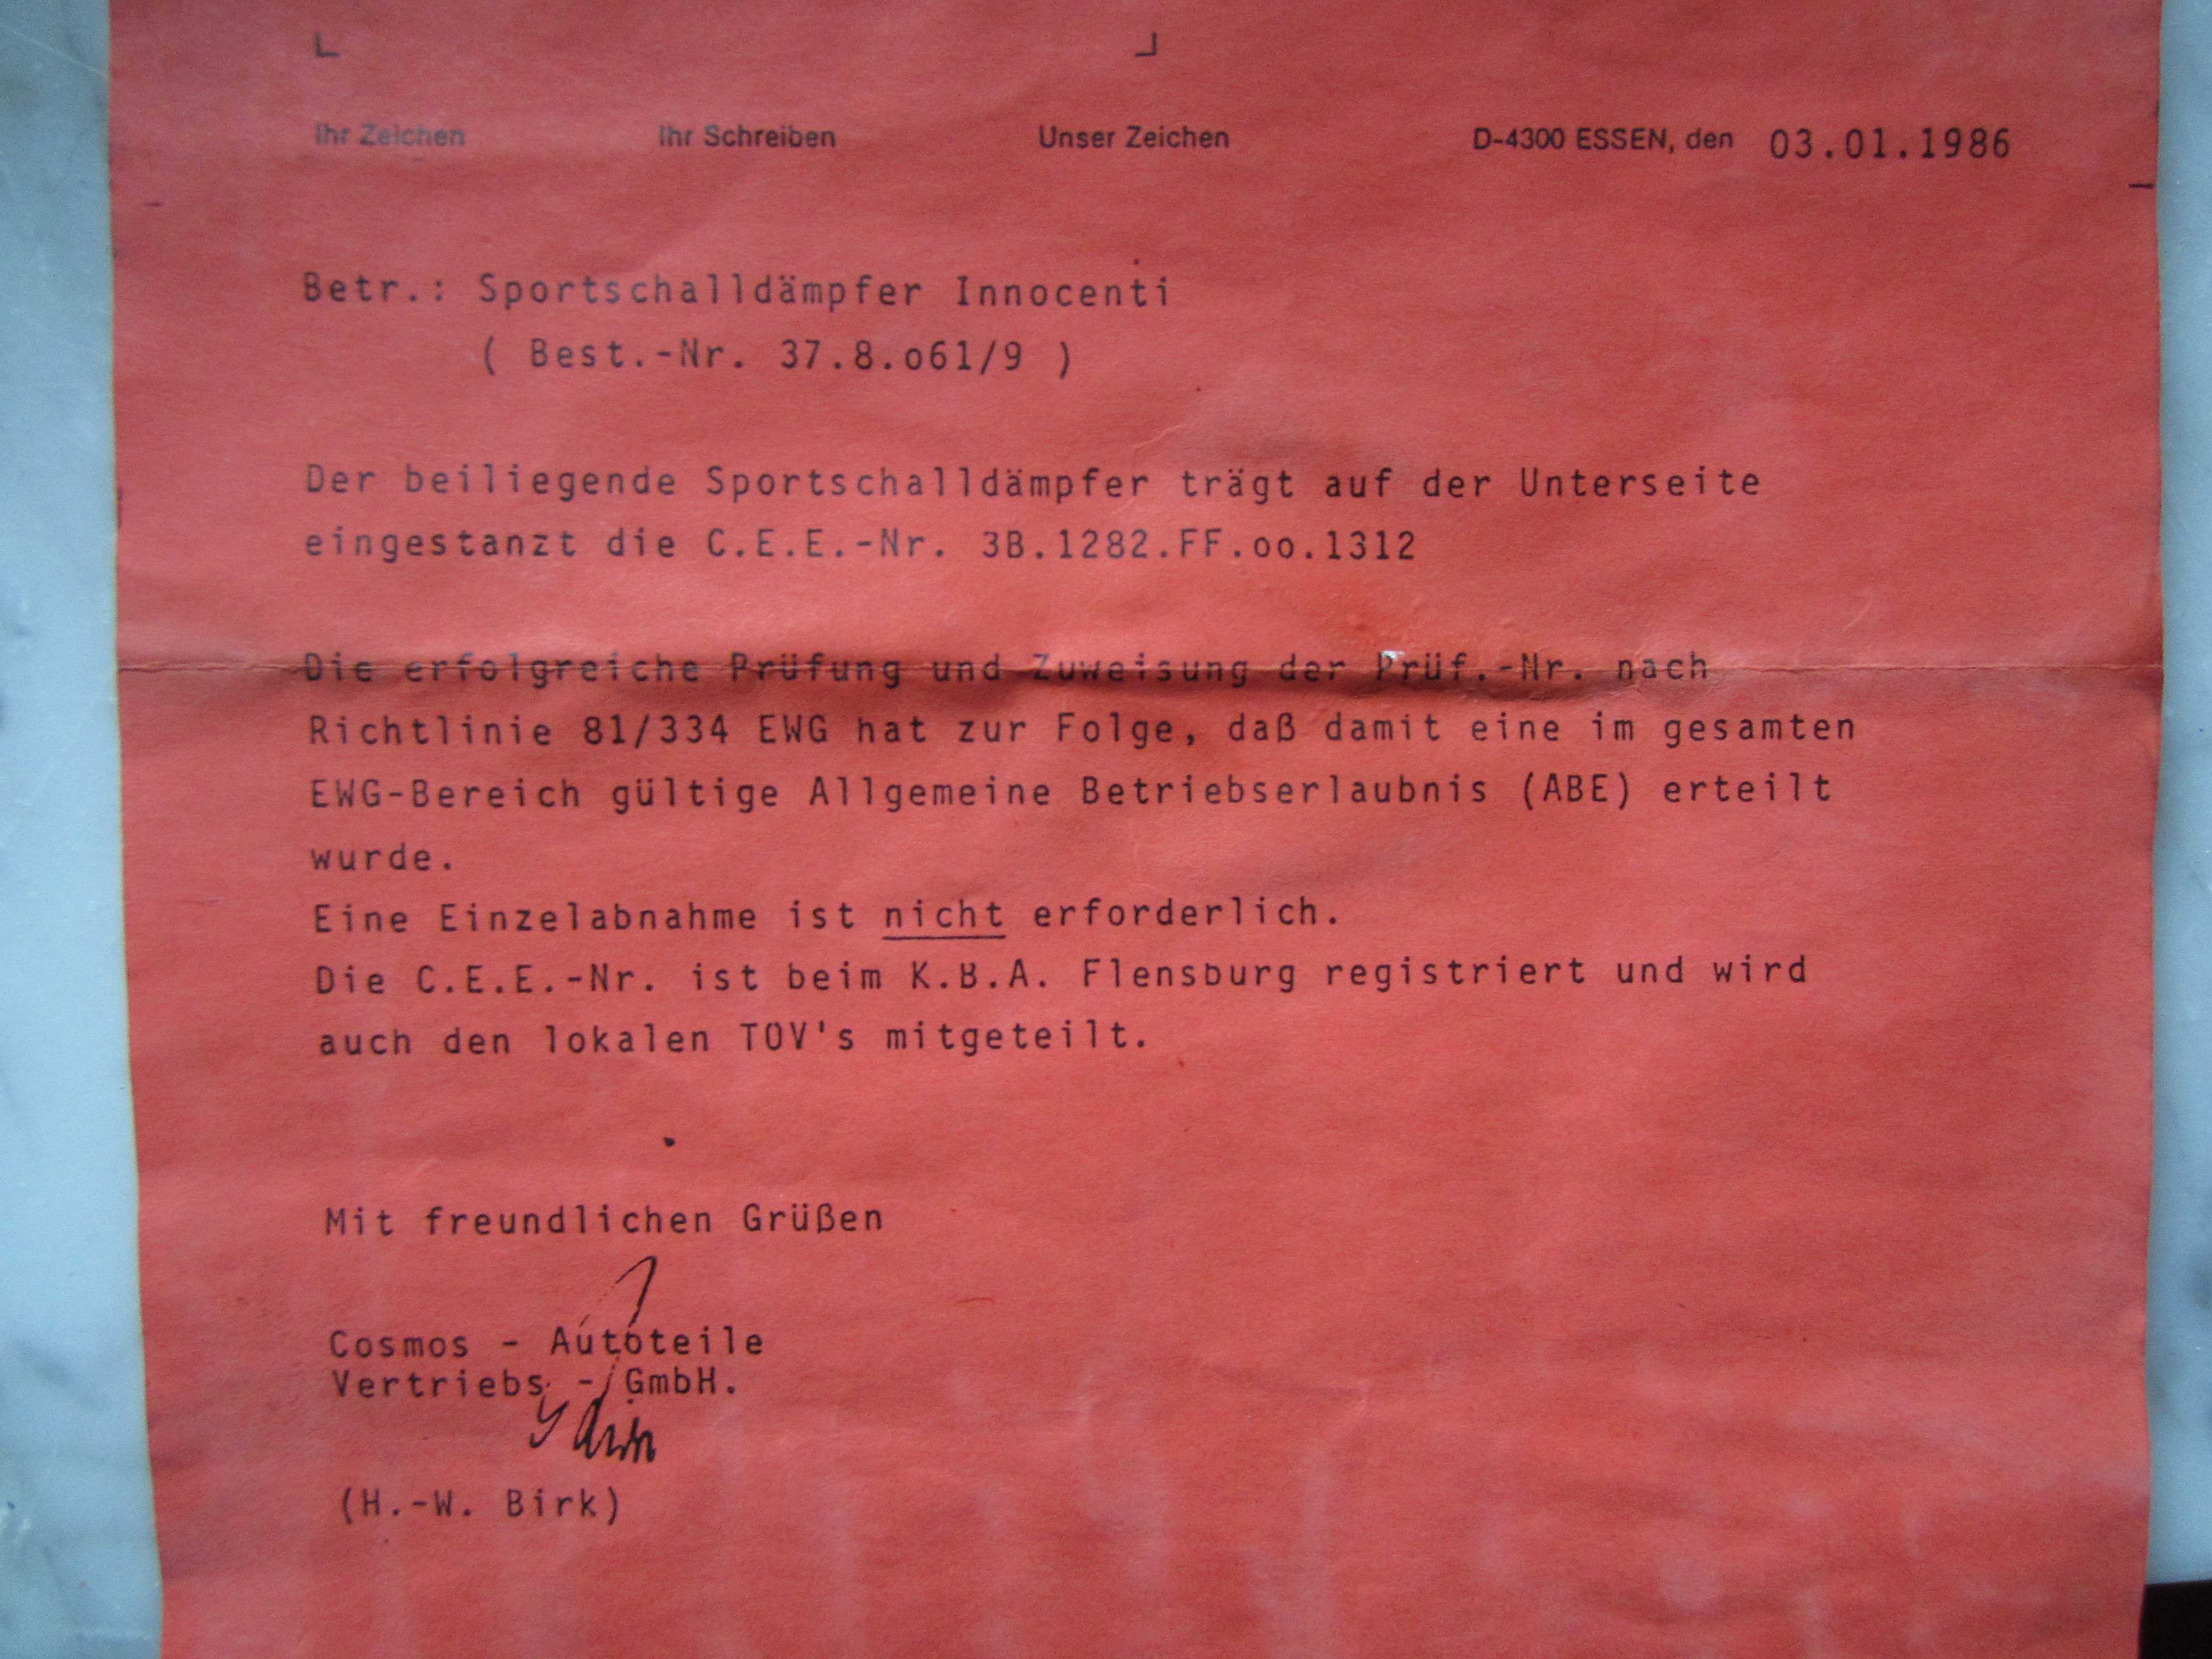 Ihr Zeichen Ihr Schreiben Unser Zeichen D-4300 ESSEN, den 03.01.1986
Betr.: Sportschalldämpfer Innocenti
( Best.-Nr. 37.8.o61/9 )
Der beiliegende Sportschalldämpfer trägt auf der Unterseite
eingestanzt die C.E.E.-Nr. 3B.1282.FF.oo.1312
Die erfolgreiche Prüfung und Zuweisung der Prüf.-Nr. nach
Richtlinie 81/334 EWG hat zur Folge, daß damit eine im gesamten
EWG-Bereich gültige Allgemeine Betriebserlaubnis (ABE) erteilt
wurde.
Eine Einzelabnahme ist nicht erforderlich.
Die C.E.E.-Nr. ist beim K.B.A. Flensburg registriert und wird
auch den lokalen TÜV's mitgeteilt.
Mit freundlichen Grüßen
Cosmos - Autoteile
Vertriebs - GmbH.
(H.-W. Birk)